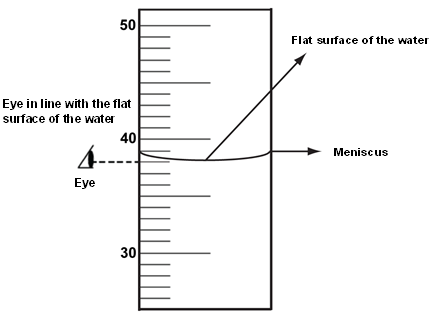 50
Flat surface of the water
Eye in line with the flat
surface of the water
40
Meniscus
Eye
30